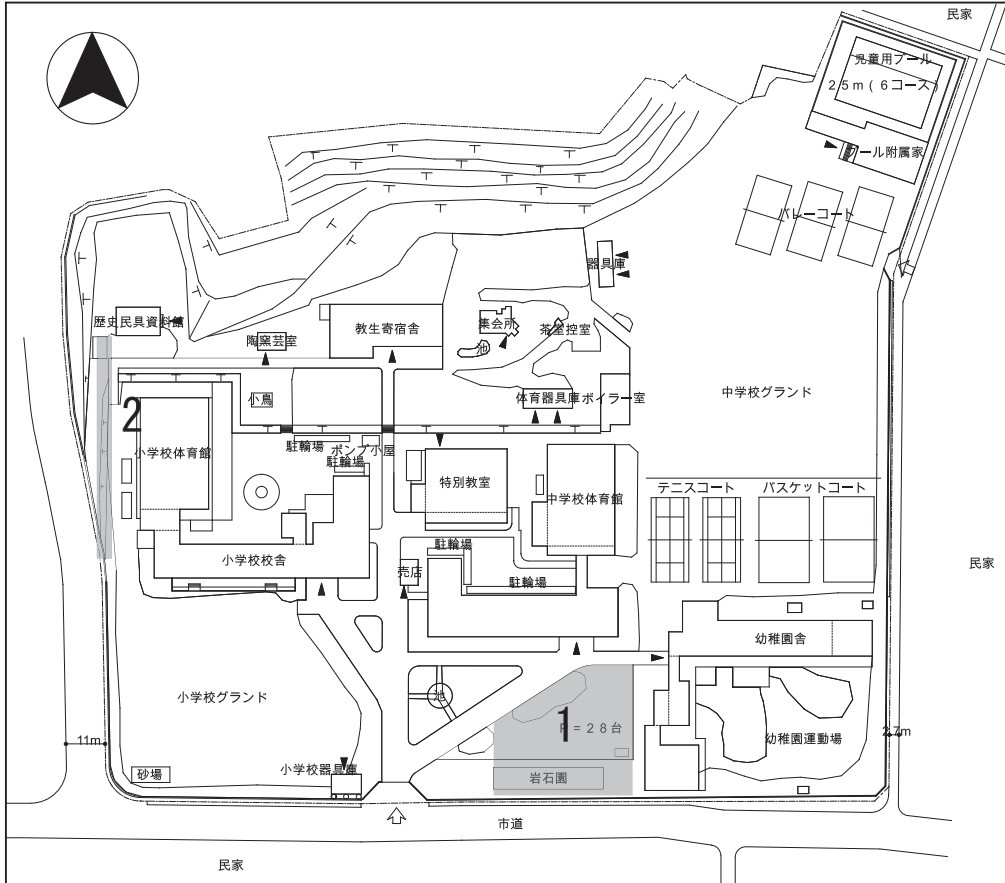 民家
児童用プール
25m(6コース)
プール附属家
バレーコート
器具庫
歴史民具資料館
陶窯芸室
教生寄宿舎
集会所
茶室控室
池
小鳥
体育器具庫
ボイラー室
中学校グランド
2
小学校体育館
駐輪場
ポンプ小屋
駐輪場
特別教室
中学校体育館
テニスコート
バスケットコート
小学校校舎
売店
駐輪場
駐輪場
民家
幼稚園舎
小学校グランド
池
1
P=28台
幼稚園運動場
11m
2.7m
小学校器具庫
砂場
岩石園
市道
民家